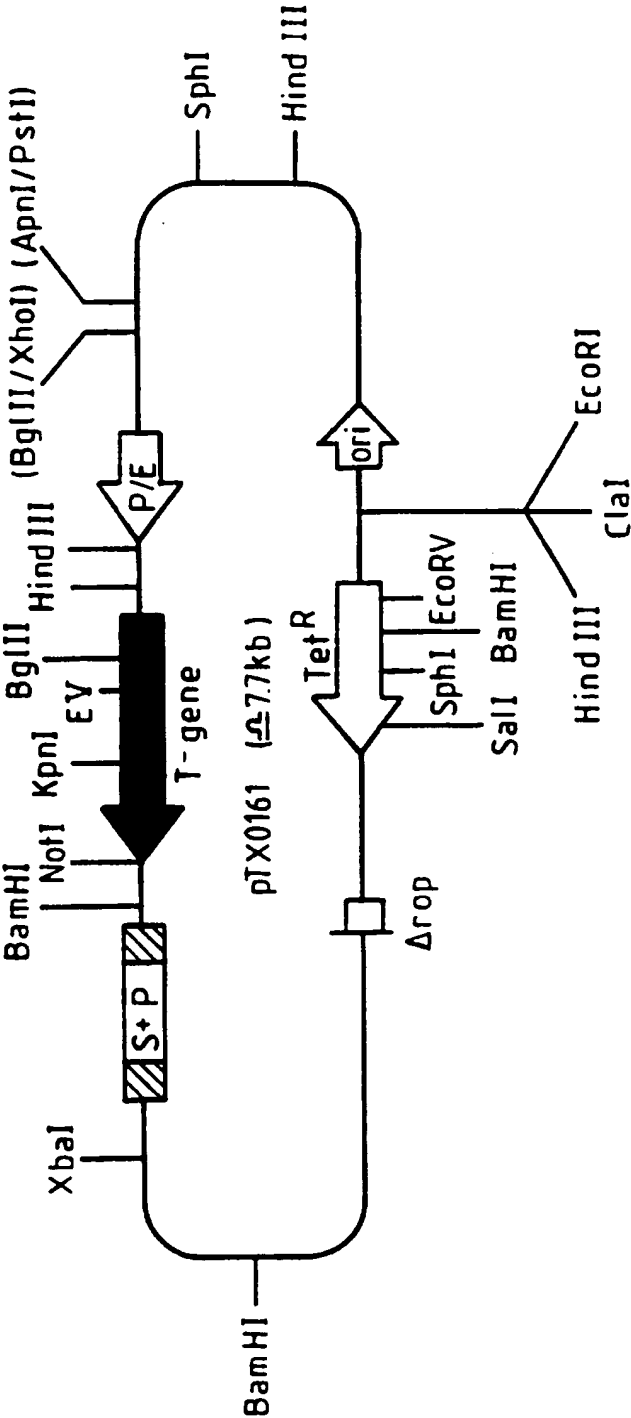 BamHI
XbaI
S+P
BamHI
NotI
KpnI
EV
BglII
Hind III
P/E
(BglII/XhoI)
(ApnI/PstI)
SphI
Hind III
T-gene
pTX0161 (≙7.7kb)
Δrop
Tet^R
SalI
SphI
BamHI
EcoRV
ori
Hind III
ClaI
EcoRI